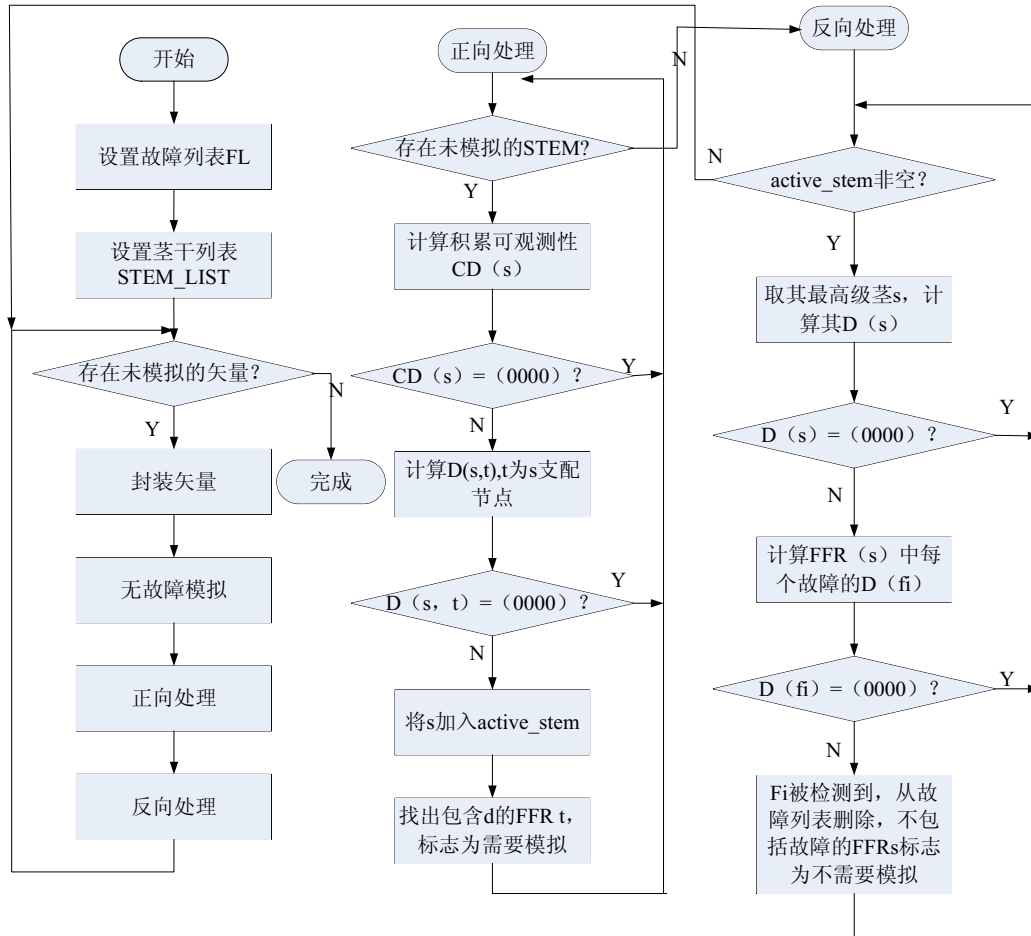 开始
设置故障列表FL
设置茎干列表
STEM_LIST
存在未模拟的矢量？
N
Y
封装矢量
完成
无故障模拟
正向处理
反向处理
正向处理
N
存在未模拟的STEM？
Y
计算积累可观测性
CD（s）
CD（s）=（0000）？
Y
N
计算D(s,t),t为s支配
节点
D（s，t）=（0000）？
Y
N
将s加入active_stem
找出包含d的FFR t，
标志为需要模拟
反向处理
N
active_stem非空？
Y
取其最高级茎s，计
算其D（s）
D（s）=（0000）？
Y
N
计算FFR（s）中每
个故障的D（fi）
D（fi）=（0000）？
Y
N
Fi被检测到，从故
障列表删除，不包
括故障的FFRs标志
为不需要模拟